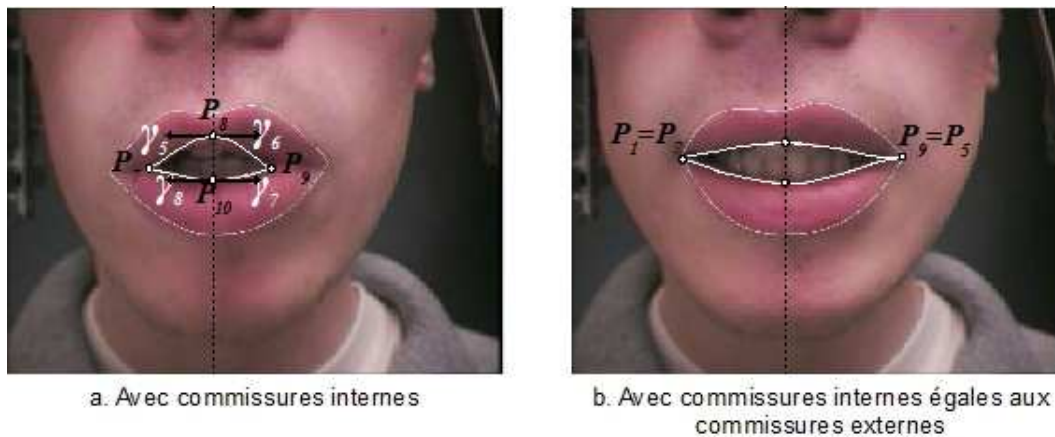 P8
γ5 γ6
P9
γ8 P10 γ7
P1=P7 P9=P5
a. Avec commissures internes
b. Avec commissures internes égales aux
commissures externes